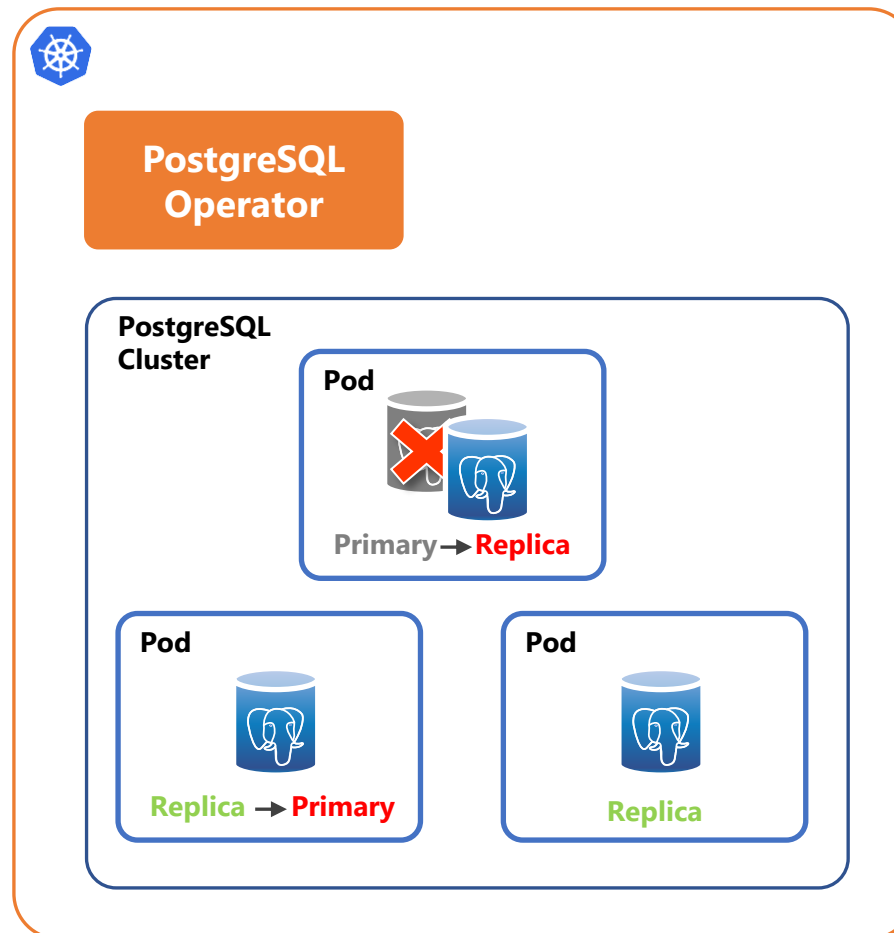 PostgreSQL
Operator
PostgreSQL
Cluster
Pod
Primary Replica
Pod
Replica Primary
Pod
Replica